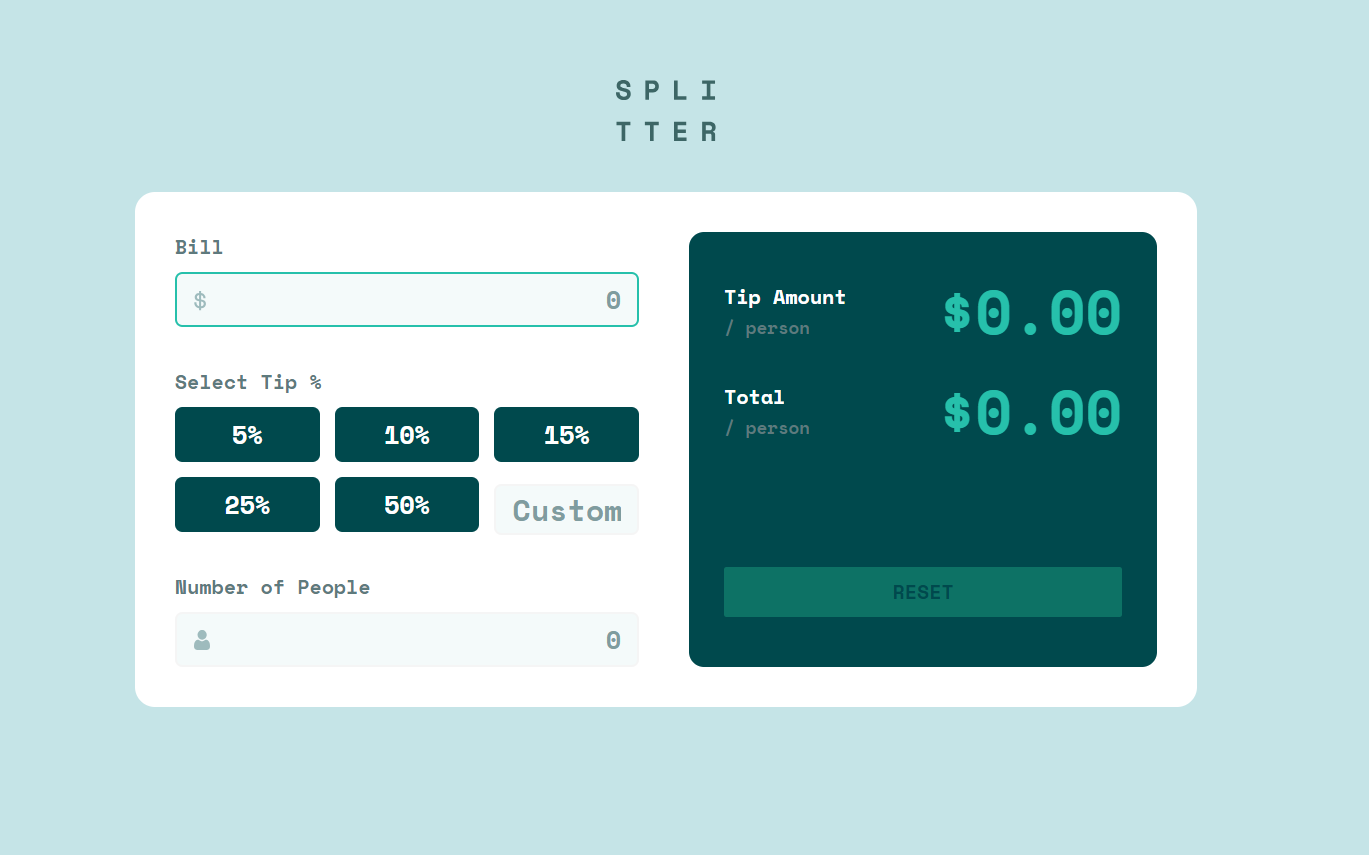 SPLI
TTER
Bill
$ 0
Select Tip %
5% 10% 15%
25% 50% Custom
Number of People
0
Tip Amount
/ person
$0.00
Total
/ person
$0.00
RESET